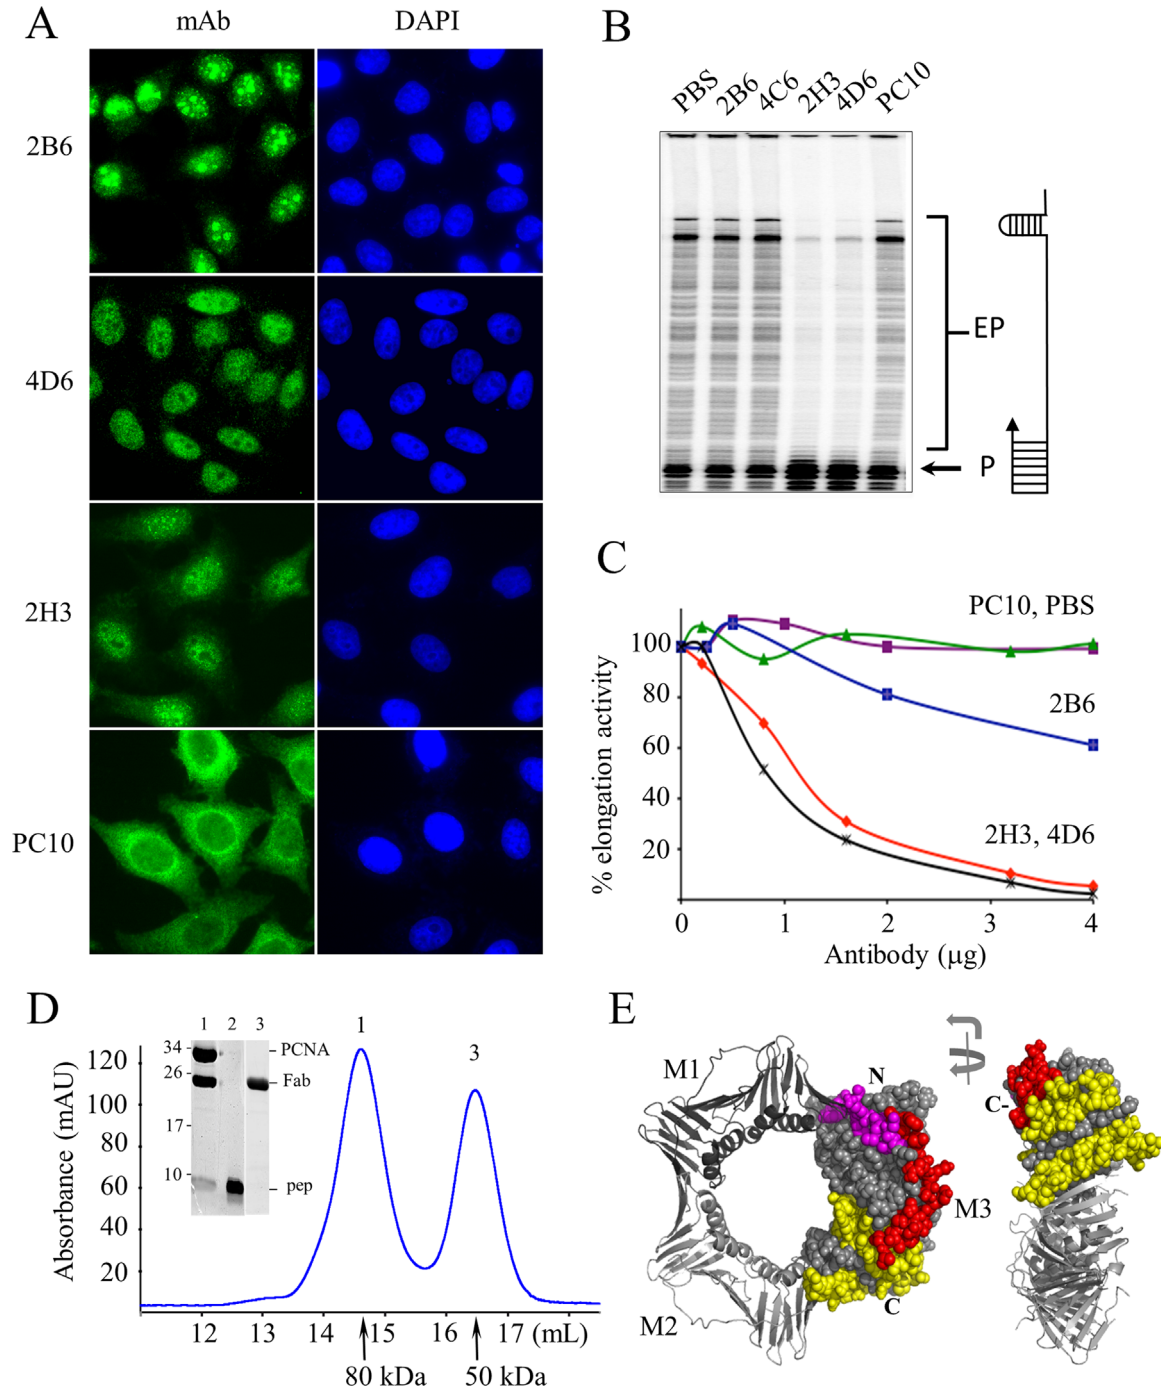 A
mAb
DAPI
2B6
4D6
2H3
PC10
B
PBS
2B6
4C6
2H3
4D6
PC10
EP
P
C
PC10, PBS
2B6
2H3, 4D6
100
80
60
40
20
% elongation activity
0 1 2 3 4
Antibody (μg)
D
1
3
1 2 3
34
26
17
10
PCNA
Fab
pep
120
100
80
60
40
20
Absorbance (mAU)
12 13 14 15 16 17 (mL)
80 kDa 50 kDa
E
M1
N
M3
M2
C
C-